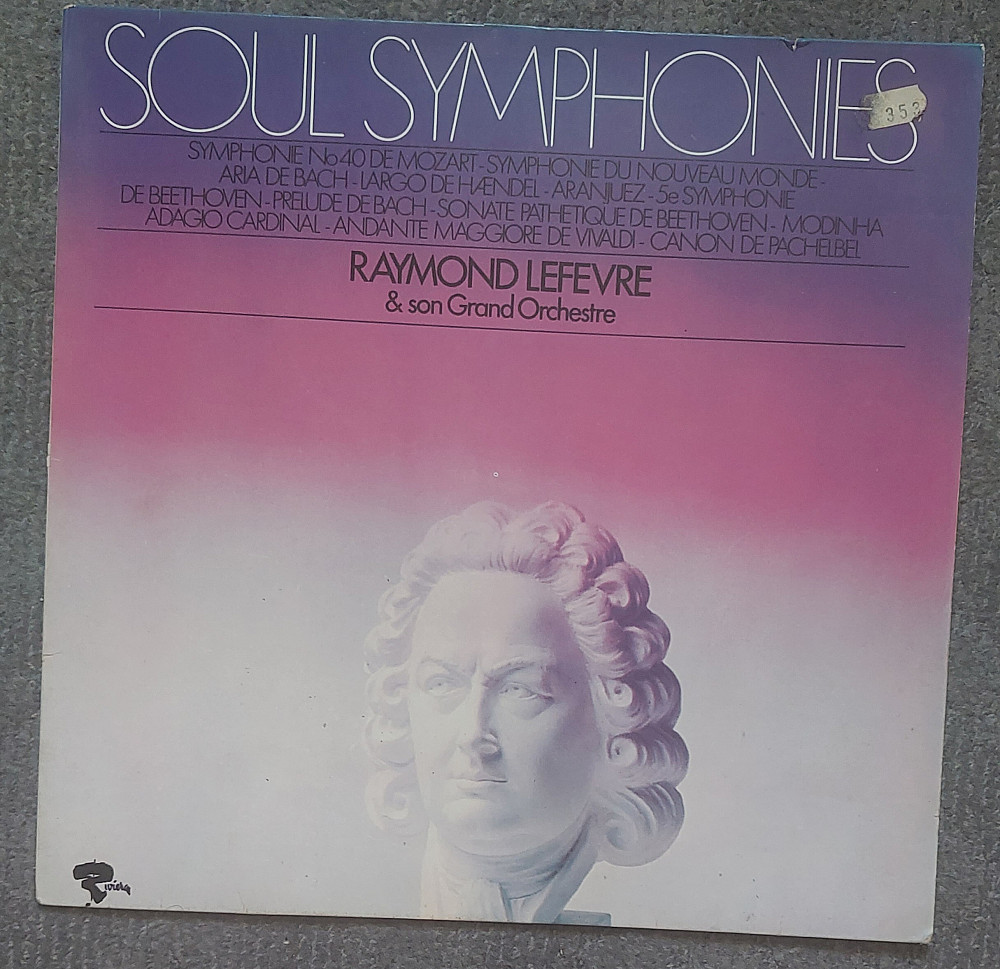 SOUL SYMPHONIES
353
SYMPHONIE No 40 DE MOZART - SYMPHONIE DU NOUVEAU MONDE -
ARIA DE BACH - LARGO DE HÆNDEL - ARANJUEZ - 5e SYMPHONIE
DE BEETHOVEN - PRELUDE DE BACH - SONATE PATHETIQUE DE BEETHOVEN - MODINHA
ADAGIO CARDINAL - ANDANTE MAGGIORE DE VIVALDI - CANON DE PACHELBEL
RAYMOND LEFEVRE
& son Grand Orchestre
Riviera